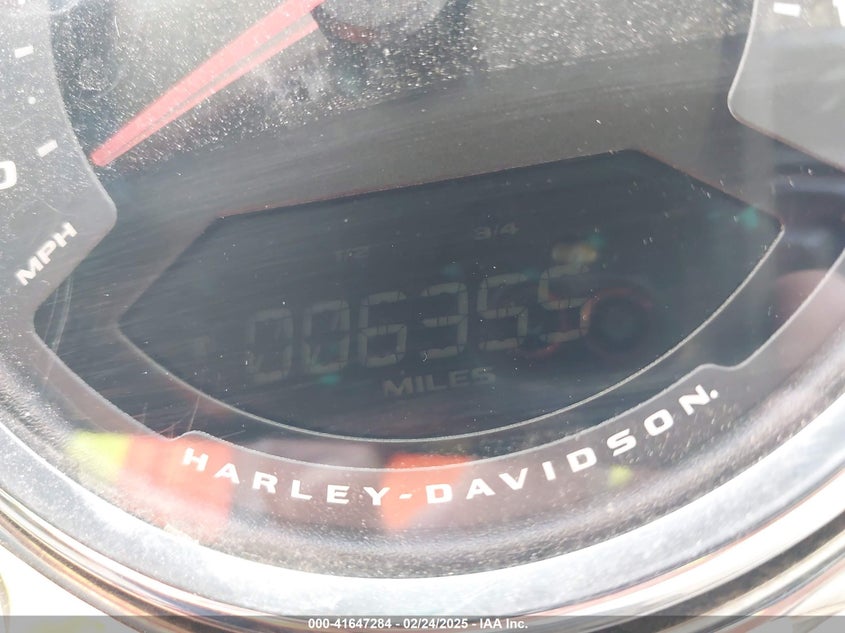 MPH
1/2
3/4
006355
MILES
HARLEY-DAVIDSON.
000-41647284 - 02/24/2025 - IAA Inc.